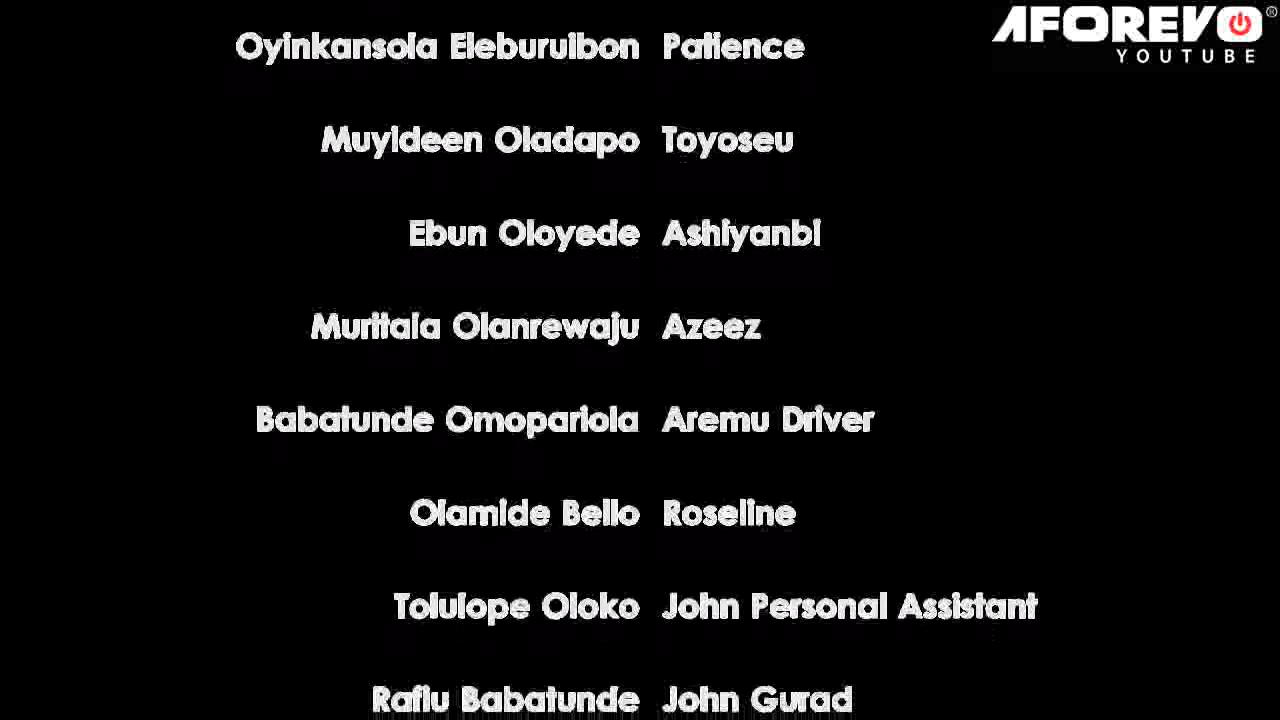 AFOREVO®
YOUTUBE
Oyinkansola Eleburuibon Patience
Muyideen Oladapo Toyoseu
Ebun Oloyede Ashiyanbi
Muritala Olanrewaju Azeez
Babatunde Omopariola Aremu Driver
Olamide Bello Roseline
Tolulope Oloko John Personal Assistant
Rafiu Babatunde John Gurad